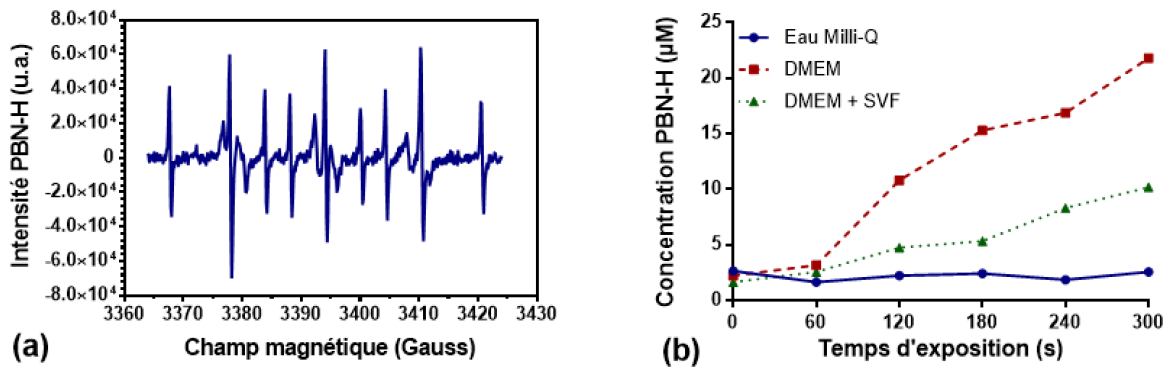 Intensité PBN-H (u.a.)
8.0×10⁴
6.0×10⁴
4.0×10⁴
2.0×10⁴
0
-2.0×10⁴
-4.0×10⁴
-6.0×10⁴
-8.0×10⁴
3360 3370 3380 3390 3400 3410 3420 3430
Champ magnétique (Gauss)
(a)
Concentration PBN-H (µM)
25
20
15
10
5
0
Eau Milli-Q
DMEM
DMEM + SVF
0 60 120 180 240 300
Temps d'exposition (s)
(b)